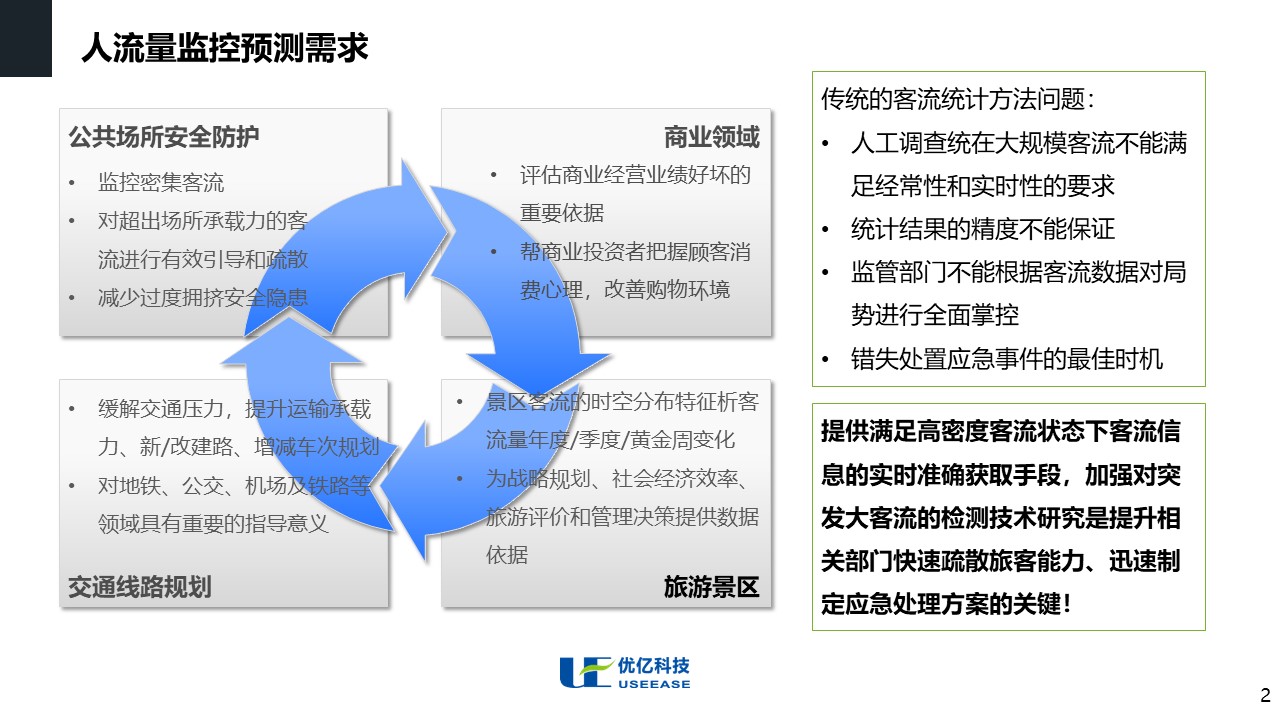 人流量监控预测需求
公共场所安全防护
• 监控密集客流
• 对超出场所承载力的客
流进行有效引导和疏散
• 减少过度拥挤安全隐患
商业领域
• 评估商业经营业绩好坏的
重要依据
• 帮商业投资者把握顾客消
费心理，改善购物环境
• 缓解交通压力，提升运输承载
力、新/改建路、增减车次规划
• 对地铁、公交、机场及铁路等
领域具有重要的指导意义
交通线路规划
• 景区客流的时空分布特征析客
流量年度/季度/黄金周变化
• 为战略规划、社会经济效率、
旅游评价和管理决策提供数据
依据
旅游景区
传统的客流统计方法问题：
• 人工调查统在大规模客流不能满
足经常性和实时性的要求
• 统计结果的精度不能保证
• 监管部门不能根据客流数据对局
势进行全面掌控
• 错失处置应急事件的最佳时机
提供满足高密度客流状态下客流信
息的实时准确获取手段，加强对突
发大客流的检测技术研究是提升相
关部门快速疏散旅客能力、迅速制
定应急处理方案的关键！
UE 优亿科技
USEEASE
2